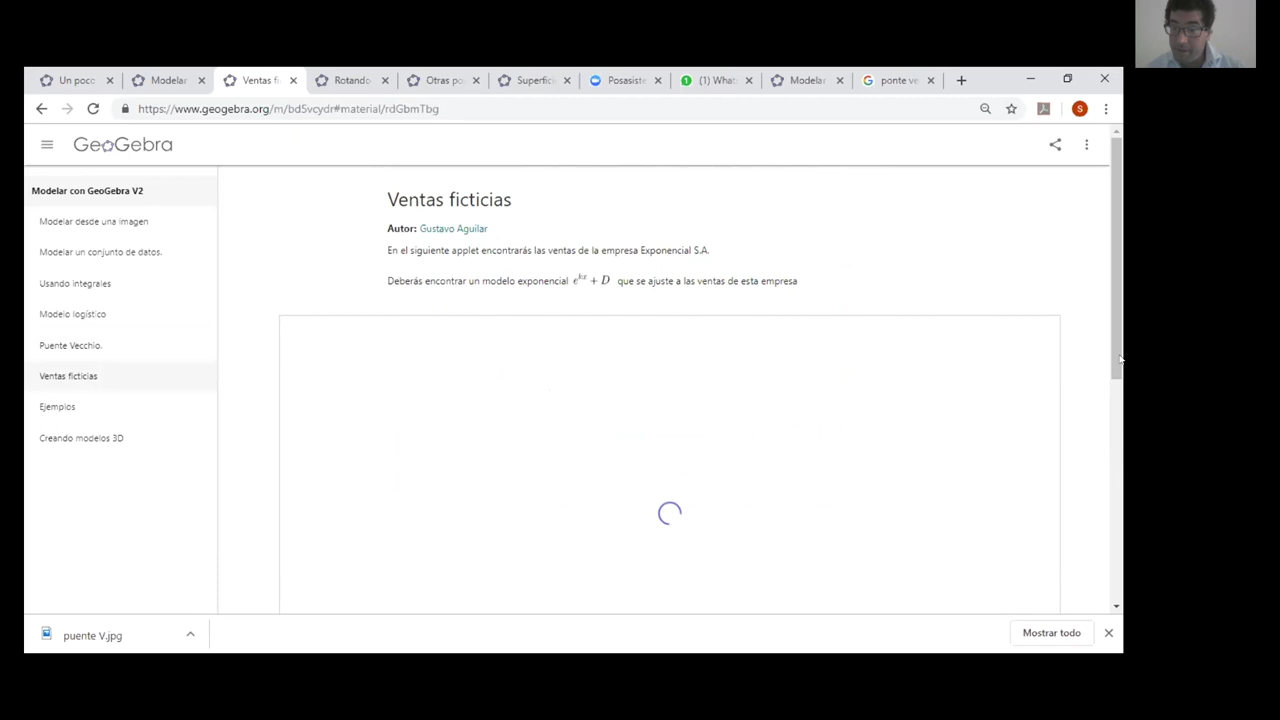 Un poco
Modelar
Ventas fi
Rotando
Otras po
Superfici
Posasiste
(1) What
Modelar
ponte ve
https://www.geogebra.org/m/bd5vcydr#material/rdGbmTbg
S
GeoGebra
Modelar con GeoGebra V2
Modelar desde una imagen
Modelar un conjunto de datos.
Usando integrales
Modelo logístico
Puente Vecchio.
Ventas ficticias
Ejemplos
Creando modelos 3D
Ventas ficticias
Autor: Gustavo Aguilar
En el siguiente applet encontrarás las ventas de la empresa Exponencial S.A.
Deberás encontrar un modelo exponencial e^{kx} + D que se ajuste a las ventas de esta empresa
puente V.jpg
Mostrar todo